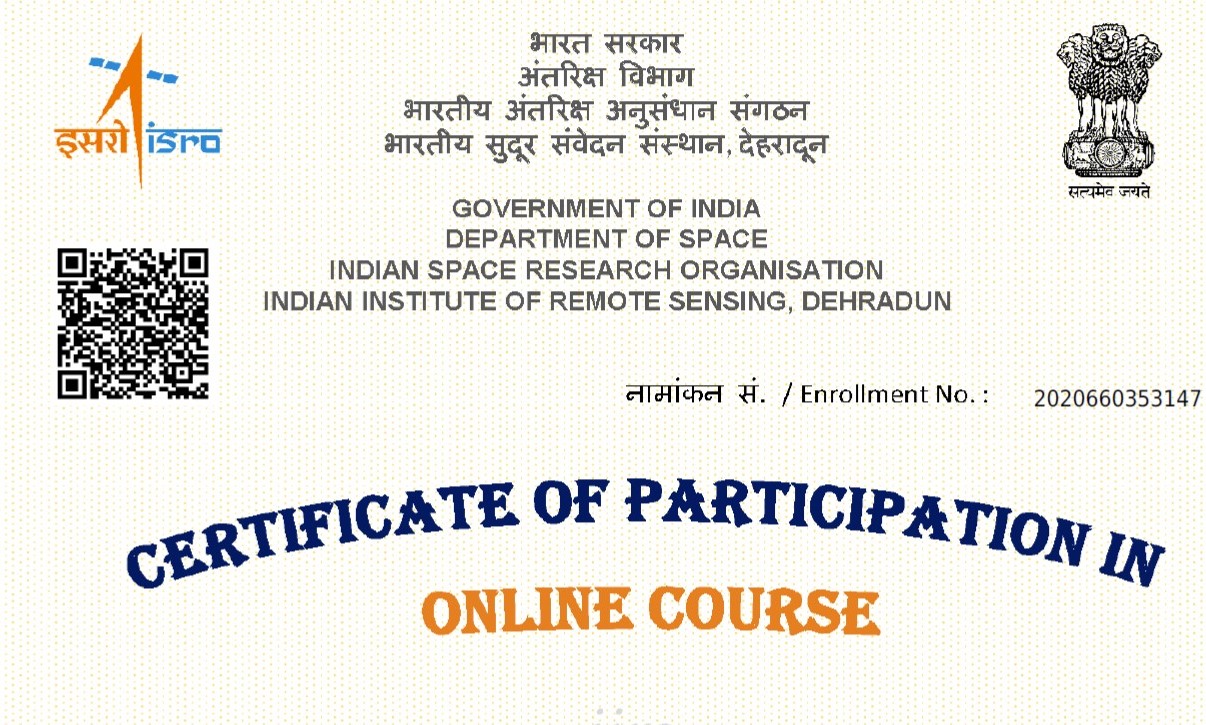 इसरो isro
भारत सरकार
अंतरिक्ष विभाग
भारतीय अंतरिक्ष अनुसंधान संगठन
भारतीय सुदूर संवेदन संस्थान, देहरादून
सत्यमेव जयते
GOVERNMENT OF INDIA
DEPARTMENT OF SPACE
INDIAN SPACE RESEARCH ORGANISATION
INDIAN INSTITUTE OF REMOTE SENSING, DEHRADUN
नामांकन सं. / Enrollment No. : 2020660353147
CERTIFICATE OF PARTICIPATION IN
ONLINE COURSE